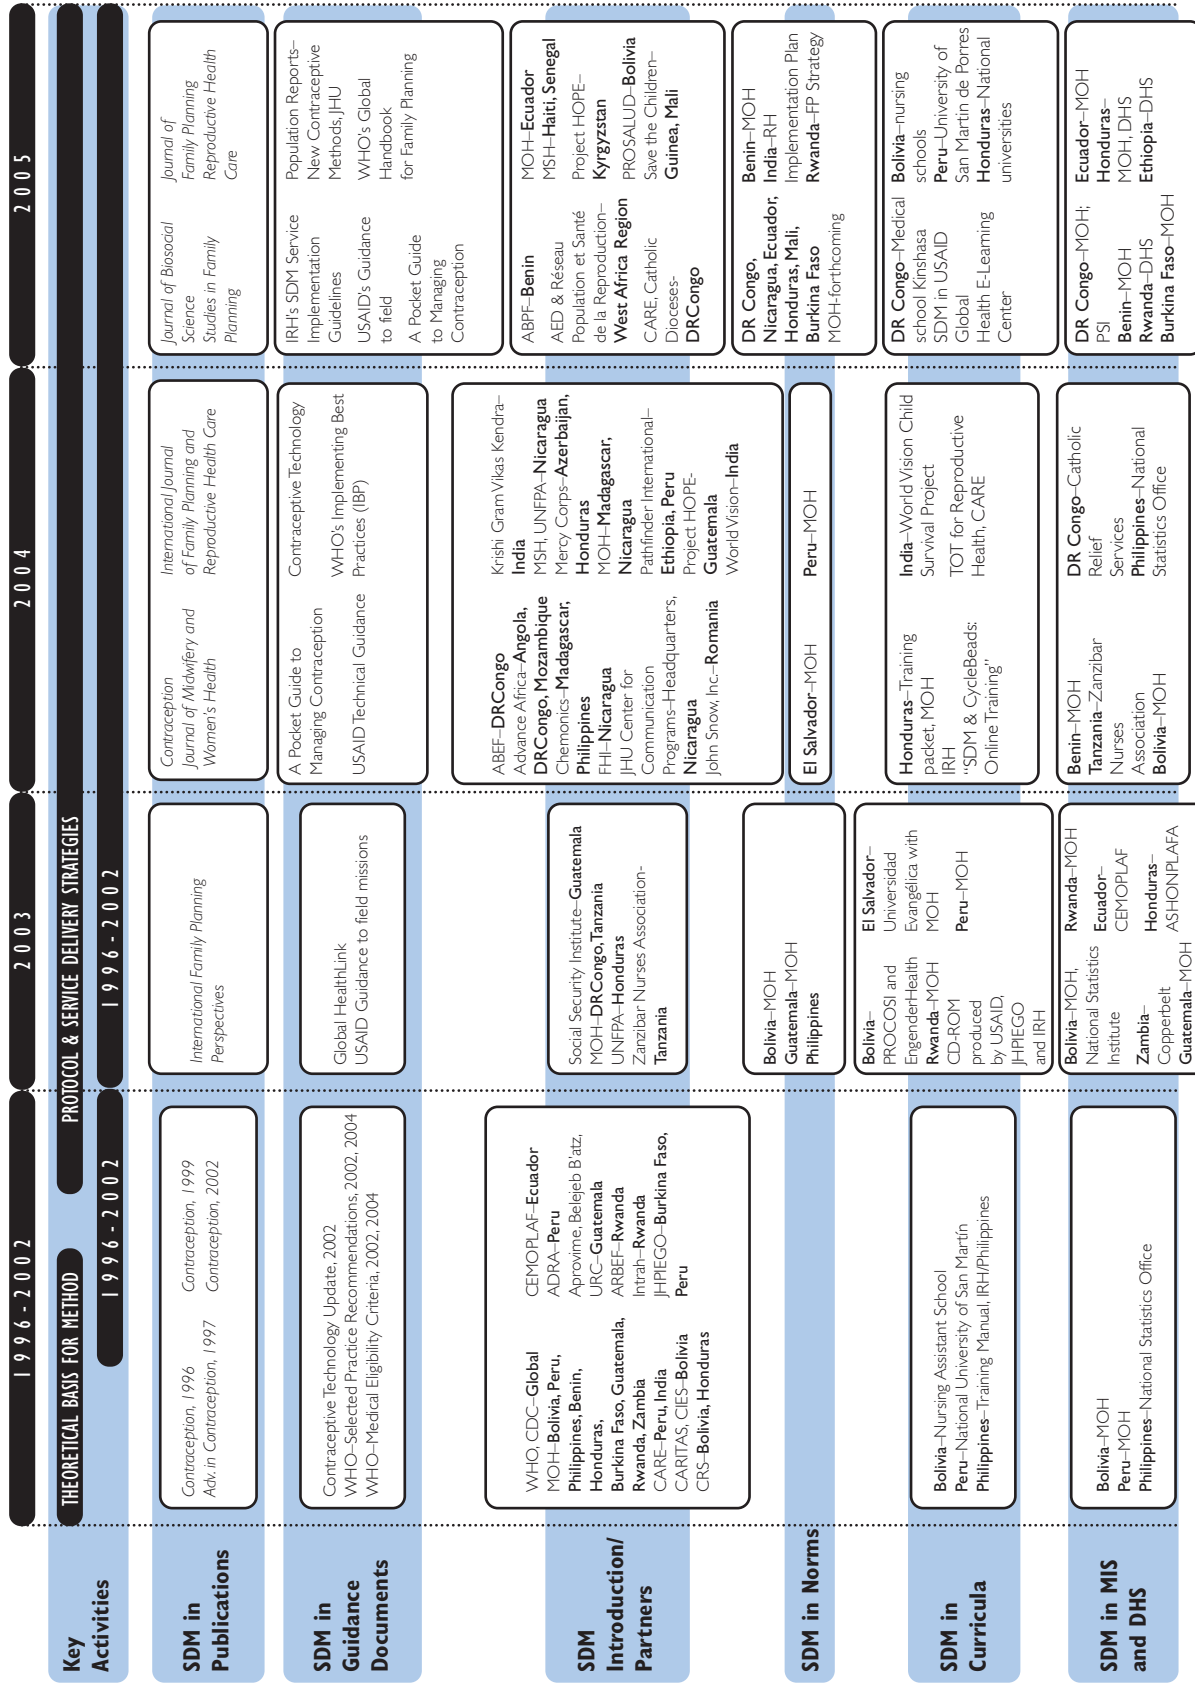 1996-2002
2003
2004
2005
THEORETICAL BASIS FOR METHOD
PROTOCOL & SERVICE DELIVERY STRATEGIES
1996-2002
1996-2002
Key
Activities
SDM in
Publications
Contraception, 1996
Adv. in Contraception, 1997
Contraception, 1999
Contraception, 2002
International Family Planning
Perspectives
Contraception
Journal of Midwifery and
Women's Health
International Journal
of Family Planning and
Reproductive Health Care
Journal of Biosocial
Science
Studies in Family
Planning
Journal of
Family Planning
Reproductive Health
Care
SDM in
Guidance
Documents
Contraceptive Technology Update, 2002
WHO–Selected Practice Recommendations, 2002, 2004
WHO–Medical Eligibility Criteria, 2002, 2004
Global HealthLink
USAID Guidance to field missions
A Pocket Guide to
Managing Contraception
USAID Technical Guidance
Contraceptive Technology
WHO's Implementing Best
Practices (IBP)
IRH's SDM Service
Implementation
Guidelines
USAID's Guidance
to field
A Pocket Guide
to Managing
Contraception
Population Reports–
New Contraceptive
Methods, JHU
WHO's Global
Handbook
for Family Planning
SDM
Introduction/
Partners
WHO, CDC–Global
MOH–Bolivia, Peru,
Philippines, Benin,
Honduras,
Burkina Faso, Guatemala,
Rwanda, Zambia
CARE–Peru, India
CARITAS, CIES–Bolivia
CRS–Bolivia, Honduras
CEMOPLAF–Ecuador
ADRA–Peru
Aprovime, Belejeb B'atz,
URC–Guatemala
ARBEF–Rwanda
Intrah–Rwanda
JHPIEGO–Burkina Faso,
Peru
Social Security Institute–Guatemala
MOH–DRCongo, Tanzania
UNFPA–Honduras
Zanzibar Nurses Association-
Tanzania
ABEF–DRCongo
Advance Africa–Angola,
DRCongo, Mozambique
Chemonics–Madagascar,
Philippines
FHI–Nicaragua
JHU Center for
Communication
Programs–Headquarters,
Nicaragua
John Snow, Inc.–Romania
Krishi Gram Vikas Kendra–
India
MSH, UNFPA–Nicaragua
Mercy Corps–Azerbaijan,
Honduras
MOH–Madagascar,
Nicaragua
Pathfinder International–
Ethiopia, Peru
Project HOPE-
Guatemala
World Vision–India
ABPF–Benin
AED & Réseau
Population et Santé
de la Reproduction–
West Africa Region
CARE, Catholic
Dioceses-
DRCongo
MOH–Ecuador
MSH–Haiti, Senegal
Project HOPE–
Kyrgyzstan
PROSALUD–Bolivia
Save the Children–
Guinea, Mali
SDM in Norms
Bolivia–MOH
Guatemala–MOH
Philippines
El Salvador–MOH
Peru–MOH
DR Congo,
Nicaragua, Ecuador,
Honduras, Mali,
Burkina Faso
MOH-forthcoming
Benin–MOH
India–RH
Implementation Plan
Rwanda–FP Strategy
SDM in
Curricula
Bolivia–Nursing Assistant School
Peru–National University of San Martín
Philippines–Training Manual, IRH/Philippines
Bolivia–
PROCOSI and
EngenderHealth
Rwanda–MOH
CD-ROM
produced
by USAID,
JHPIEGO
and IRH
El Salvador–
Universidad
Evangélica with
MOH
Peru–MOH
Honduras–Training
packet, MOH
IRH
“SDM & CycleBeads:
Online Training”
India–World Vision Child
Survival Project
TOT for Reproductive
Health, CARE
DR Congo–Medical
school Kinshasa
SDM in USAID
Global
Health E-Learning
Center
Bolivia–nursing
schools
Peru–University of
San Martin de Porres
Honduras–National
universities
SDM in MIS
and DHS
Bolivia–MOH
Peru–MOH
Philippines–National Statistics Office
Bolivia–MOH,
National Statistics
Institute
Zambia–
Copperbelt
Guatemala–MOH
Rwanda–MOH
Ecuador–
CEMOPLAF
Honduras–
ASHONPLAFA
Benin–MOH
Tanzania–Zanzibar
Nurses
Association
Bolivia–MOH
DR Congo–Catholic
Relief
Services
Philippines–National
Statistics Office
DR Congo–MOH;
PSI
Benin–MOH
Rwanda–DHS
Burkina Faso–MOH
Ecuador–MOH
Honduras–
MOH, DHS
Ethiopia–DHS